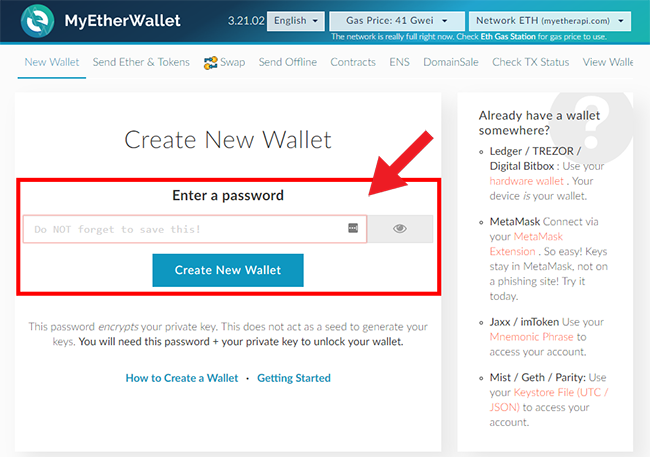 MyEtherWallet
3.21.02 English Gas Price: 41 Gwei Network ETH (myetherapi.com)
The network is really full right now. Check Eth Gas Station for gas price to use.
New Wallet Send Ether & Tokens Swap Send Offline Contracts ENS DomainSale Check TX Status View Walle
Create New Wallet
Enter a password
Do NOT forget to save this!
Create New Wallet
This password encrypts your private key. This does not act as a seed to generate your
keys. You will need this password + your private key to unlock your wallet.
How to Create a Wallet · Getting Started
?
Already have a wallet
somewhere?
Ledger / TREZOR /
Digital Bitbox : Use your
hardware wallet . Your
device is your wallet.
MetaMask Connect via
your MetaMask
Extension . So easy! Keys
stay in MetaMask, not on
a phishing site! Try it
today.
Jaxx / imToken Use your
Mnemonic Phrase to
access your account.
Mist / Geth / Parity: Use
your Keystore File (UTC /
JSON) to access your
account.